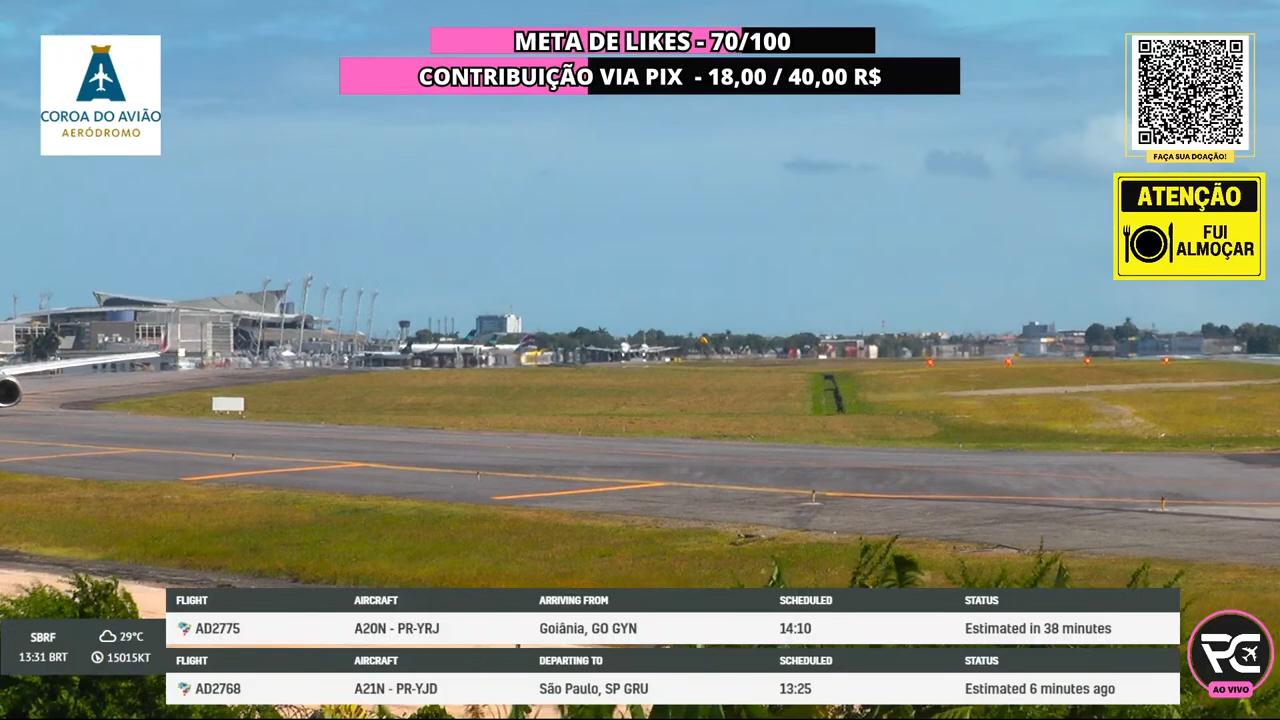 META DE LIKES - 70/100
CONTRIBUIÇÃO VIA PIX - 18,00 / 40,00 R$
COROA DO AVIÃO
AERÓDROMO
FAÇA SUA DOAÇÃO!
ATENÇÃO
FUI
ALMOÇAR
FLIGHT AIRCRAFT ARRIVING FROM SCHEDULED STATUS
AD2775 A20N - PR-YRJ Goiânia, GO GYN 14:10 Estimated in 38 minutes
FLIGHT AIRCRAFT DEPARTING TO SCHEDULED STATUS
AD2768 A21N - PR-YJD São Paulo, SP GRU 13:25 Estimated 6 minutes ago
SBRF 29°C
13:31 BRT 15015KT
RC
AO VIVO